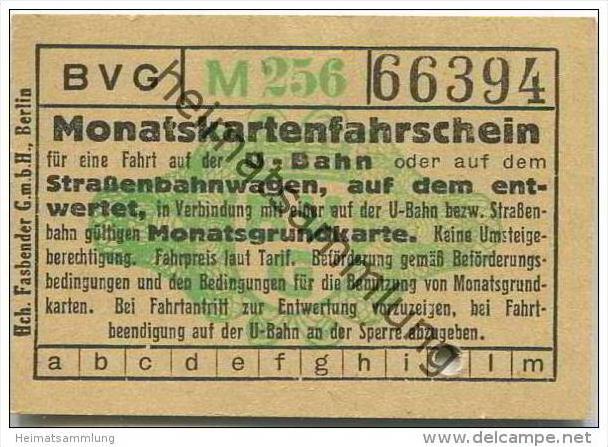 BVG M 256 66394
Monatskartenfahrschein
für eine Fahrt auf der U-Bahn oder auf dem
Straßenbahnwagen, auf dem ent-
wertet, in Verbindung mit einer auf der U-Bahn bezw. Straßen-
bahn gültigen Monatsgrundkarte. Keine Umsteige-
berechtigung. Fahrpreis laut Tarif. Beförderung gemäß Beförderungs-
bedingungen und den Bedingungen für die Benutzung von Monatsgrund-
karten. Bei Fahrtantritt zur Entwertung vorzuzeigen, bei Fahrt-
beendigung auf der U-Bahn an der Sperre abzugeben.
a b c d e f g h i l m
Hch. Fasbender G.m.b.H., Berlin
heimatsammlung
Heimatsammlung
www.delcampe.net